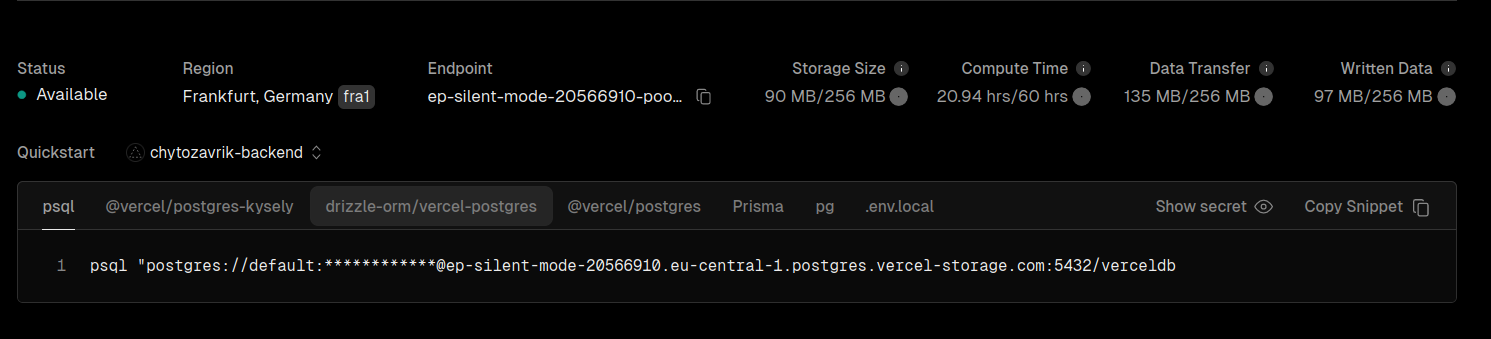 Status Region Endpoint Storage Size Compute Time Data Transfer Written Data
Available Frankfurt, Germany fra1 ep-silent-mode-20566910-poo... 90 MB/256 MB 20.94 hrs/60 hrs 135 MB/256 MB 97 MB/256 MB
Quickstart chytozavrik-backend
psql @vercel/postgres-kysely drizzle-orm/vercel-postgres @vercel/postgres Prisma pg .env.local Show secret Copy Snippet
1 psql "postgres://default:************@ep-silent-mode-20566910.eu-central-1.postgres.vercel-storage.com:5432/verceldb